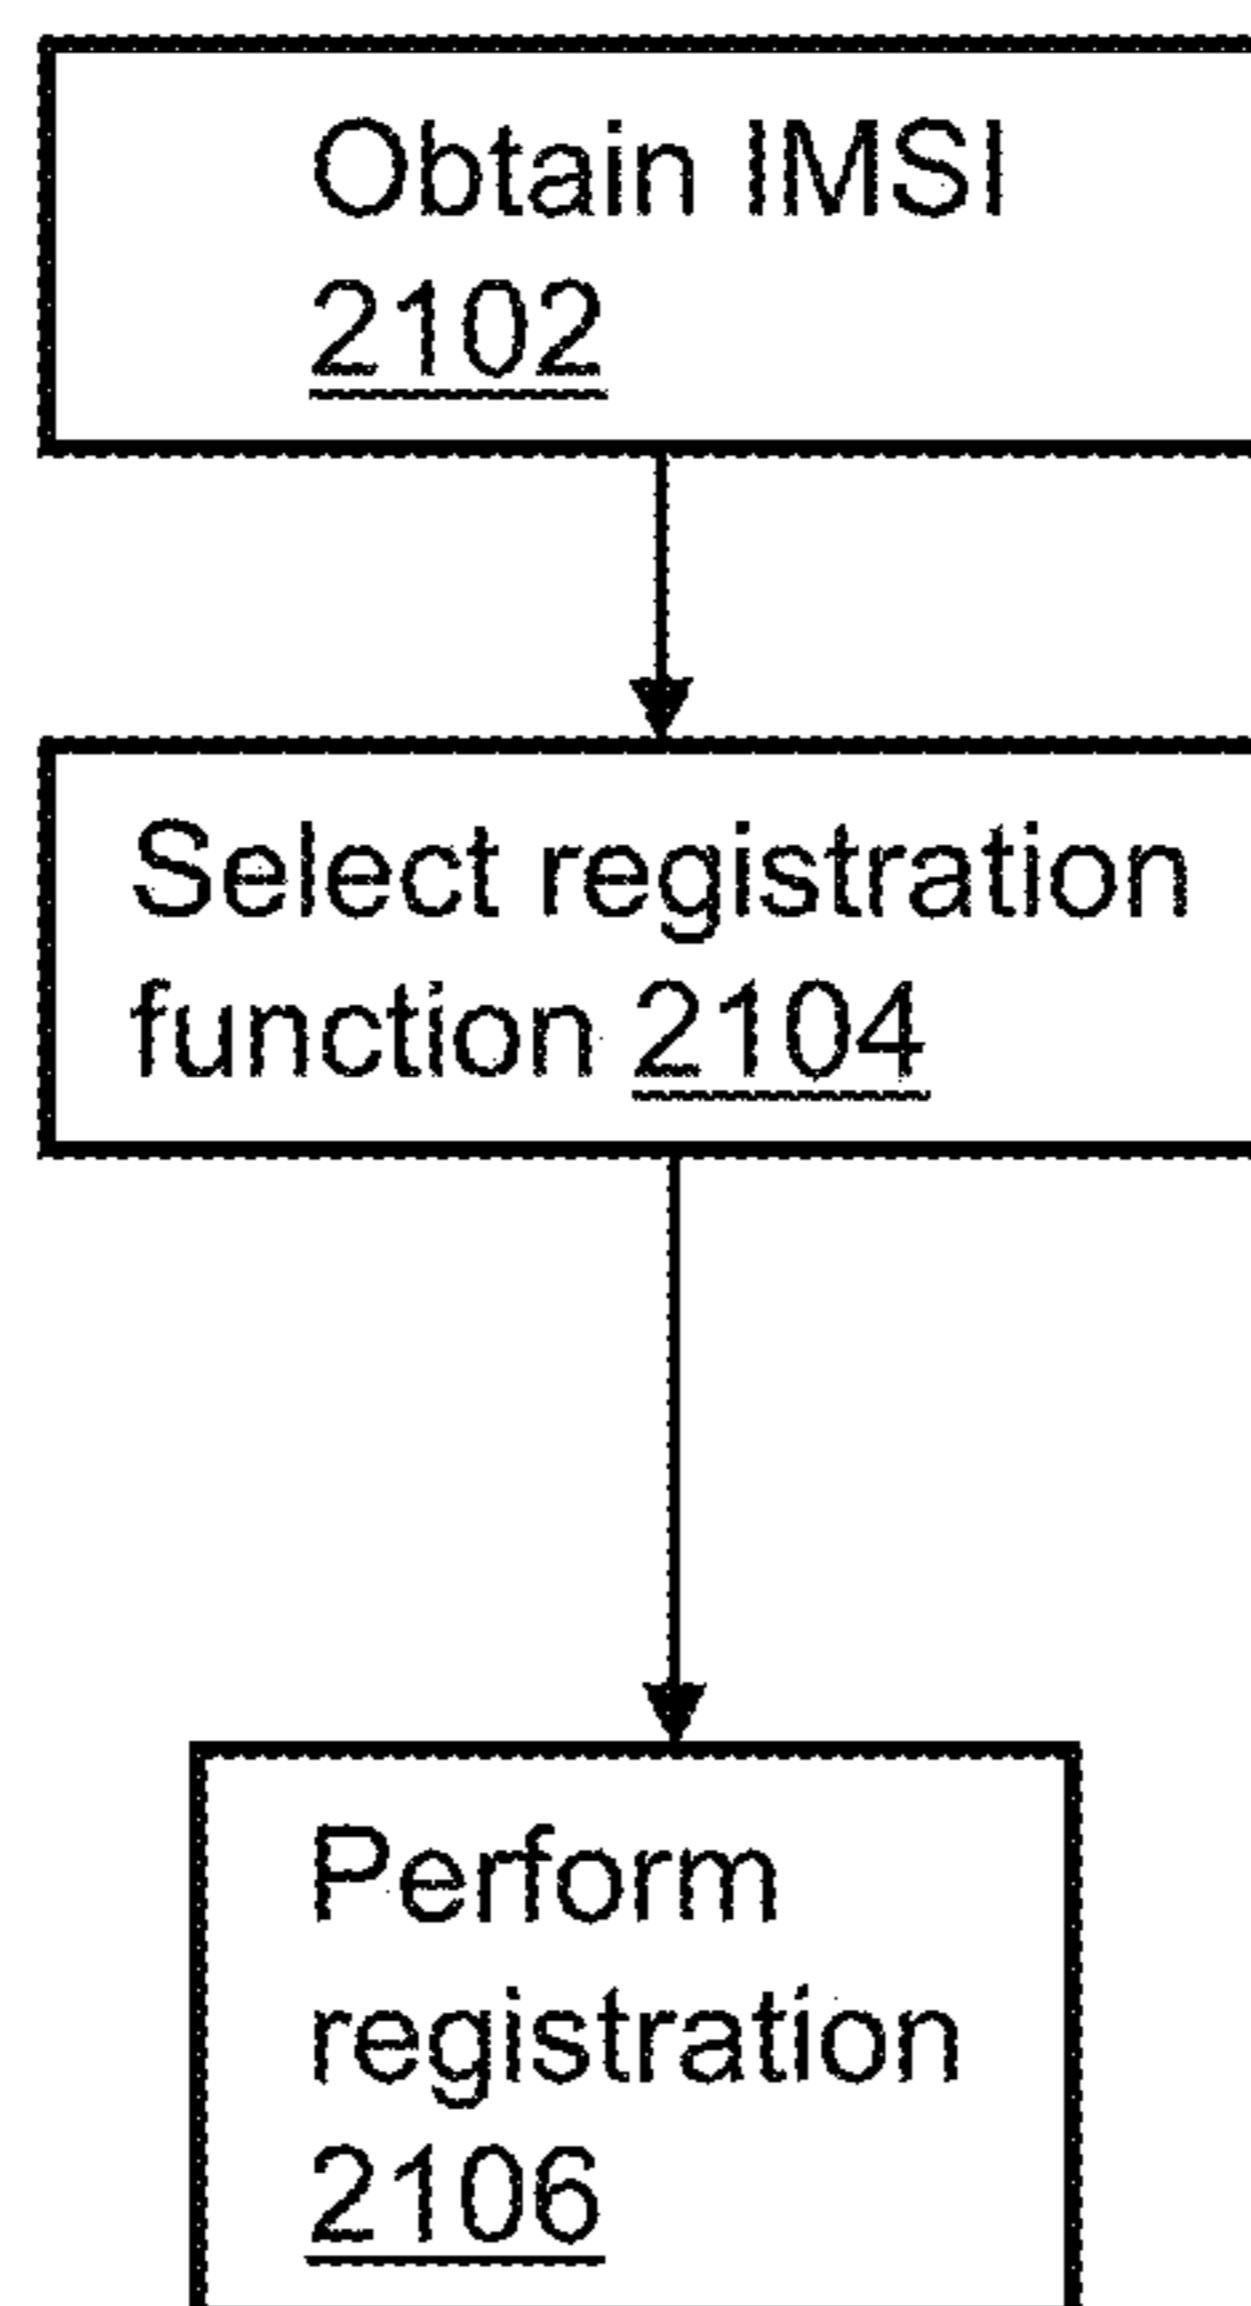 Obtain IMSI
2102
Select registration
function 2104
Perform
registration
2106